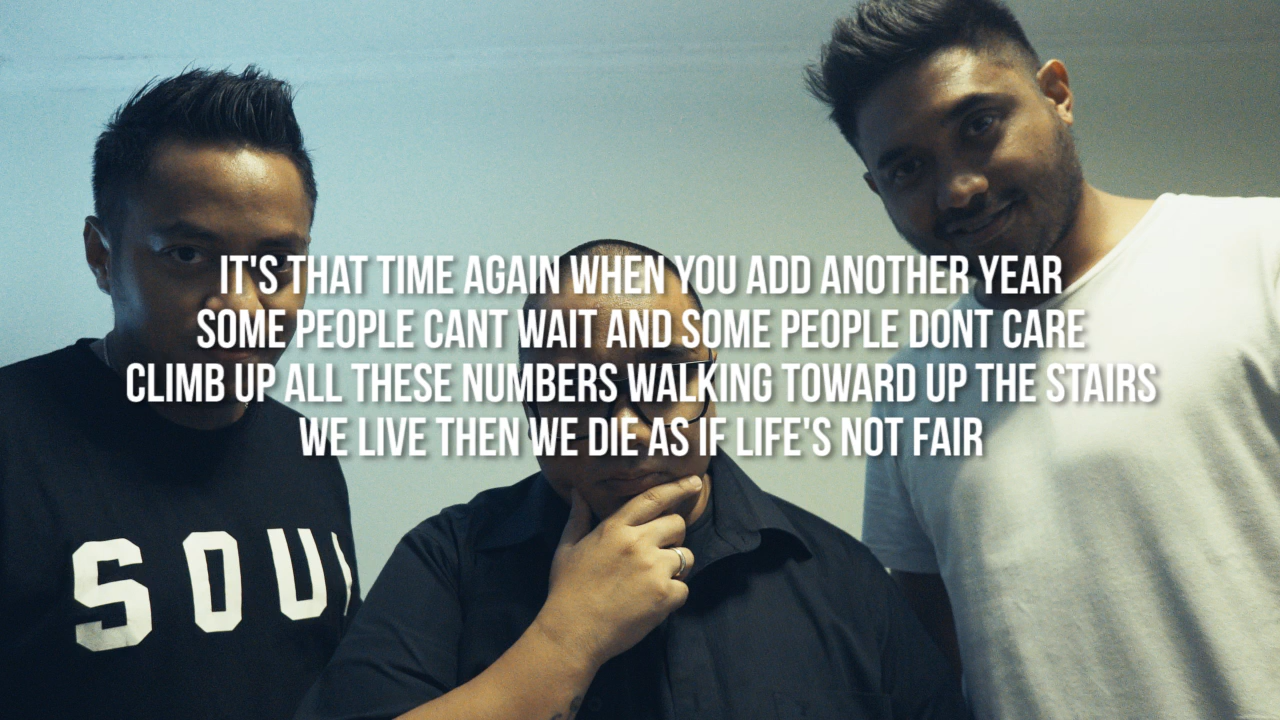 IT'S THAT TIME AGAIN WHEN YOU ADD ANOTHER YEAR
SOME PEOPLE CANT WAIT AND SOME PEOPLE DONT CARE
CLIMB UP ALL THESE NUMBERS WALKING TOWARD UP THE STAIRS
WE LIVE THEN WE DIE AS IF LIFE'S NOT FAIR
SOU